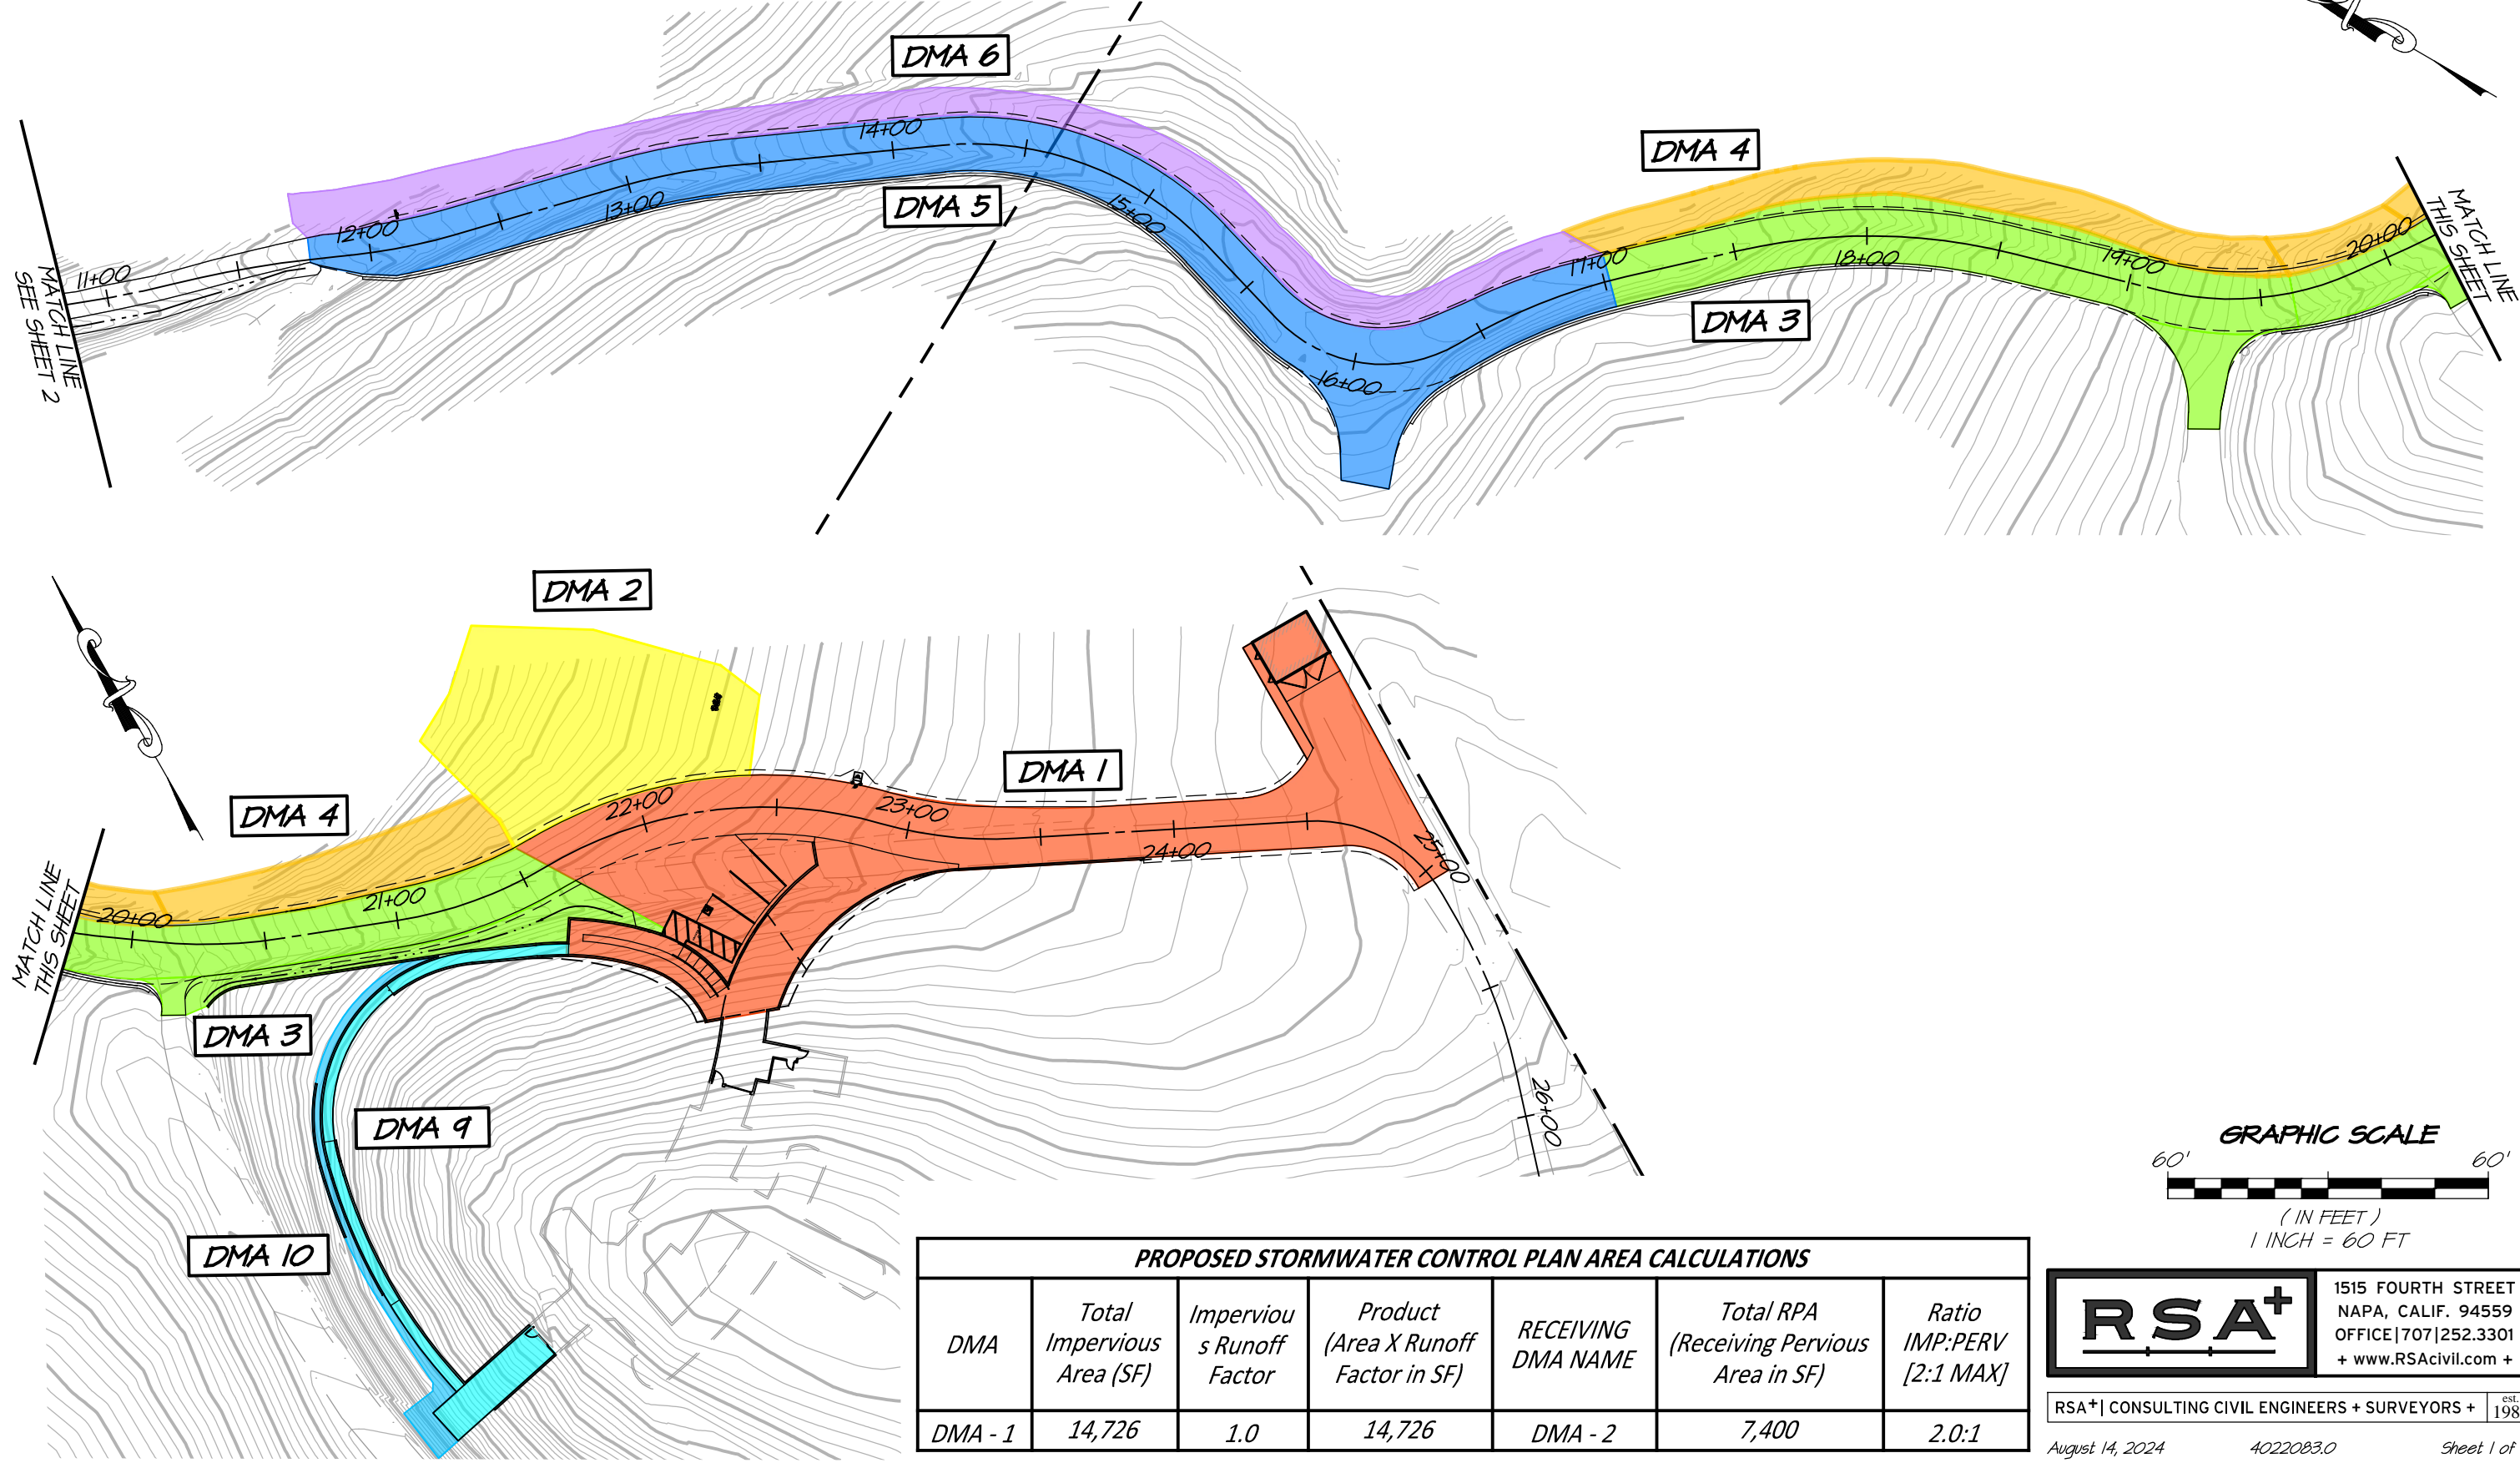 DMA 6
14+00
DMA 5
13+00
12+00
11+00
MATCH LINE
SEE SHEET 2
15+00
16+00
17+00
DMA 4
18+00
DMA 3
19+00
20+00
MATCH LINE
THIS SHEET
DMA 2
DMA 4
DMA 1
22+00
23+00
24+00
25+00
26+00
21+00
20+00
MATCH LINE
THIS SHEET
DMA 3
DMA 9
DMA 10
GRAPHIC SCALE
60' 60'
( IN FEET )
1 INCH = 60 FT
PROPOSED STORMWATER CONTROL PLAN AREA CALCULATIONS
DMA
Total
Impervious
Area (SF)
Imperviou
s Runoff
Factor
Product
(Area X Runoff
Factor in SF)
RECEIVING
DMA NAME
Total RPA
(Receiving Pervious
Area in SF)
Ratio
IMP:PERV
[2:1 MAX]
DMA - 1 14,726 1.0 14,726 DMA - 2 7,400 2.0:1
RSA+
1515 FOURTH STREET
NAPA, CALIF. 94559
OFFICE|707|252.3301
+ www.RSAcivil.com +
RSA+| CONSULTING CIVIL ENGINEERS + SURVEYORS +
est.
198
August 14, 2024 4022083.0 Sheet 1 of